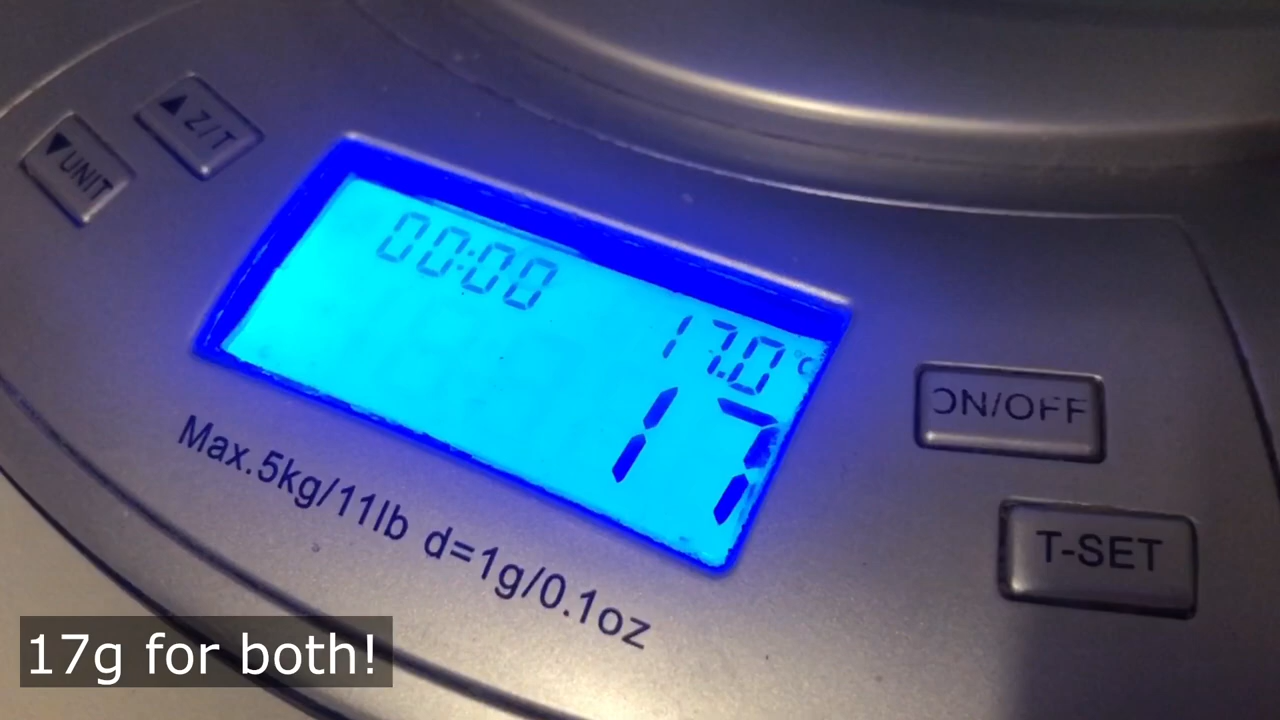 ▲ Z/T
▼ UNIT
00:00
17.0 °C
17
ON/OFF
T-SET
Max.5kg/11lb d=1g/0.1oz
17g for both!